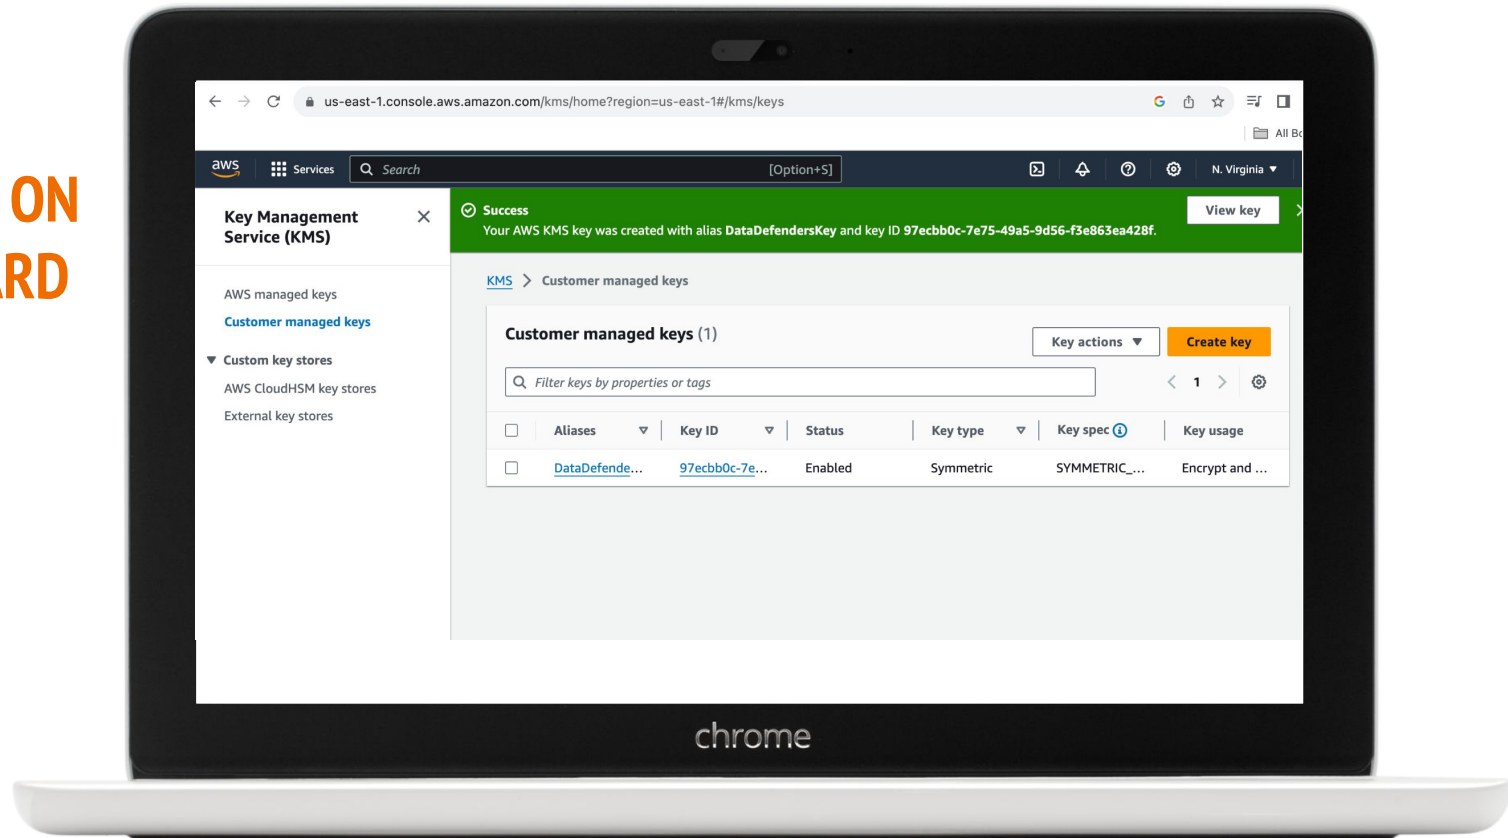 ON
us-east-1.console.aws.amazon.com/kms/home?region=us-east-1#/kms/keys
All
aws Services Search [Option+S] N. Virginia
Key Management
Service (KMS)
AWS managed keys
Customer managed keys
Custom key stores
AWS CloudHSM key stores
External key stores
Success
Your AWS KMS key was created with alias DataDefendersKey and key ID 97ecbb0c-7e75-49a5-9d56-f3e863ea428f.
View key
KMS > Customer managed keys
Customer managed keys (1)
Key actions
Create key
Filter keys by properties or tags
1
Aliases Key ID Status Key type Key spec Key usage
DataDefende... 97ecbb0c-7e... Enabled Symmetric SYMMETRIC_... Encrypt and ...
chrome